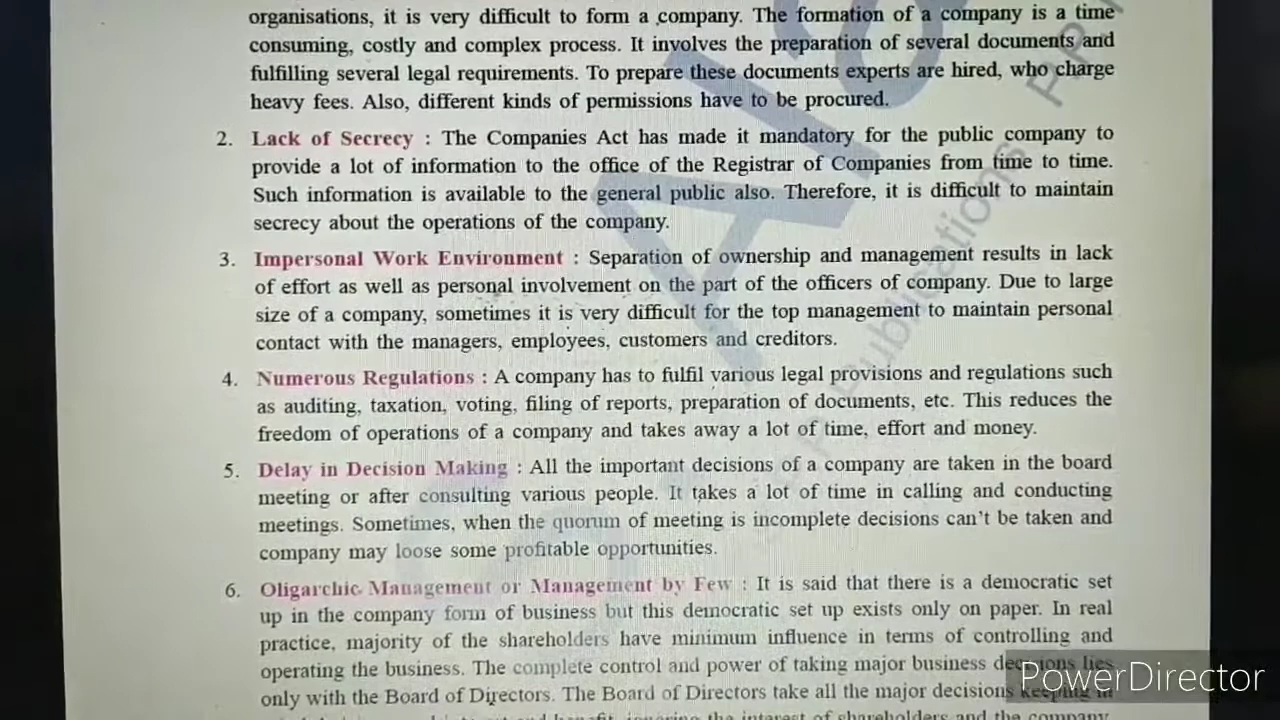 organisations, it is very difficult to form a company. The formation of a company is a time
consuming, costly and complex process. It involves the preparation of several documents and
fulfilling several legal requirements. To prepare these documents experts are hired, who charge
heavy fees. Also, different kinds of permissions have to be procured.
2. Lack of Secrecy : The Companies Act has made it mandatory for the public company to
provide a lot of information to the office of the Registrar of Companies from time to time.
Such information is available to the general public also. Therefore, it is difficult to maintain
secrecy about the operations of the company.
3. Impersonal Work Environment : Separation of ownership and management results in lack
of effort as well as personal involvement on the part of the officers of company. Due to large
size of a company, sometimes it is very difficult for the top management to maintain personal
contact with the managers, employees, customers and creditors.
4. Numerous Regulations : A company has to fulfil various legal provisions and regulations such
as auditing, taxation, voting, filing of reports, preparation of documents, etc. This reduces the
freedom of operations of a company and takes away a lot of time, effort and money.
5. Delay in Decision Making : All the important decisions of a company are taken in the board
meeting or after consulting various people. It takes a lot of time in calling and conducting
meetings. Sometimes, when the quorum of meeting is incomplete decisions can't be taken and
company may loose some profitable opportunities.
6. Oligarchic Management or Management by Few : It is said that there is a democratic set
up in the company form of business but this democratic set up exists only on paper. In real
practice, majority of the shareholders have minimum influence in terms of controlling and
operating the business. The complete control and power of taking major business decisions lies
only with the Board of Directors. The Board of Directors take all the major decisions keeping in
and benefit, ignoring the interest of shareholders and the company
Publications
PowerDirector